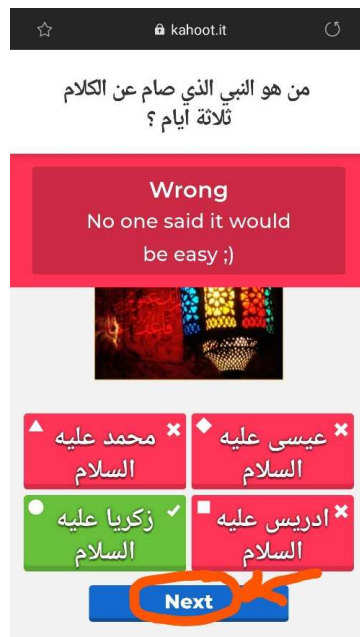 kahoot.it
من هو النبي الذي صام عن الكلام
ثلاثة ايام ؟
Wrong
No one said it would
be easy ;)
محمد عليه
السلام
عيسى عليه
السلام
زكريا عليه
السلام
ادريس عليه
السلام
Next